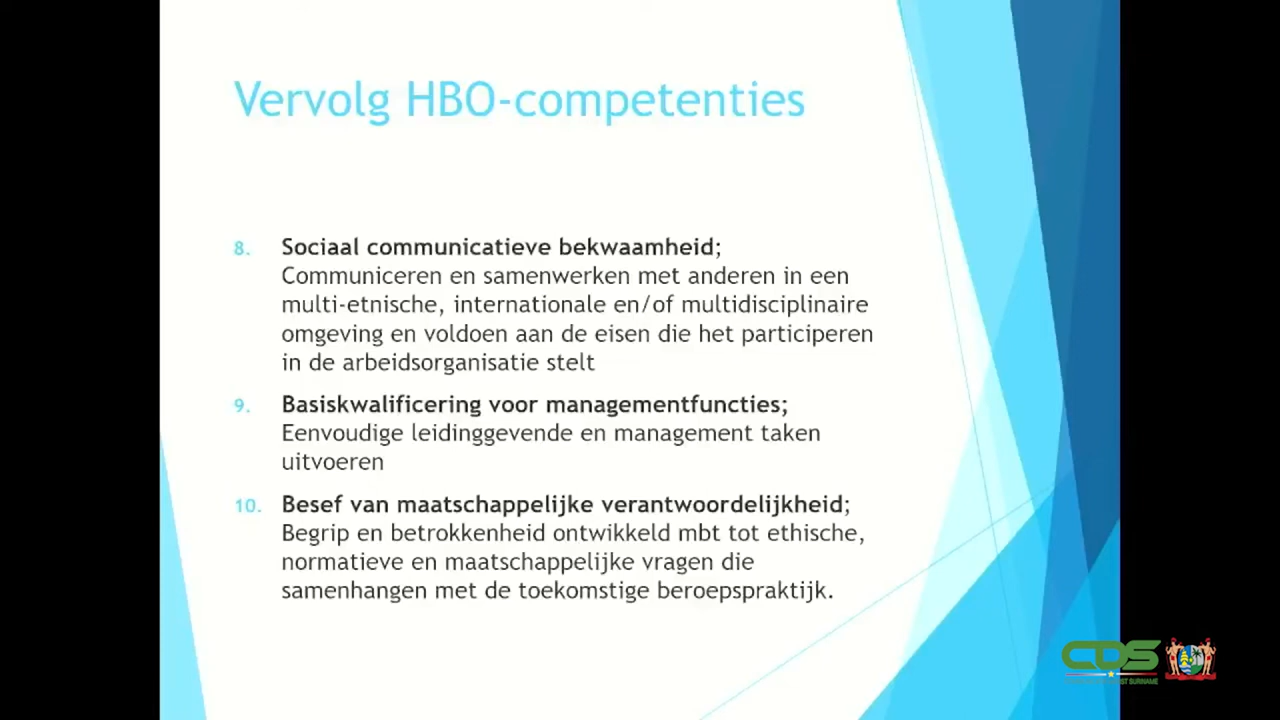 Vervolg HBO-competenties
8. Sociaal communicatieve bekwaamheid;
Communiceren en samenwerken met anderen in een
multi-etnische, internationale en/of multidisciplinaire
omgeving en voldoen aan de eisen die het participeren
in de arbeidsorganisatie stelt
9. Basiskwalificering voor managementfuncties;
Eenvoudige leidinggevende en management taken
uitvoeren
10. Besef van maatschappelijke verantwoordelijkheid;
Begrip en betrokkenheid ontwikkeld mbt tot ethische,
normatieve en maatschappelijke vragen die
samenhangen met de toekomstige beroepspraktijk.
CDS
SURINAME